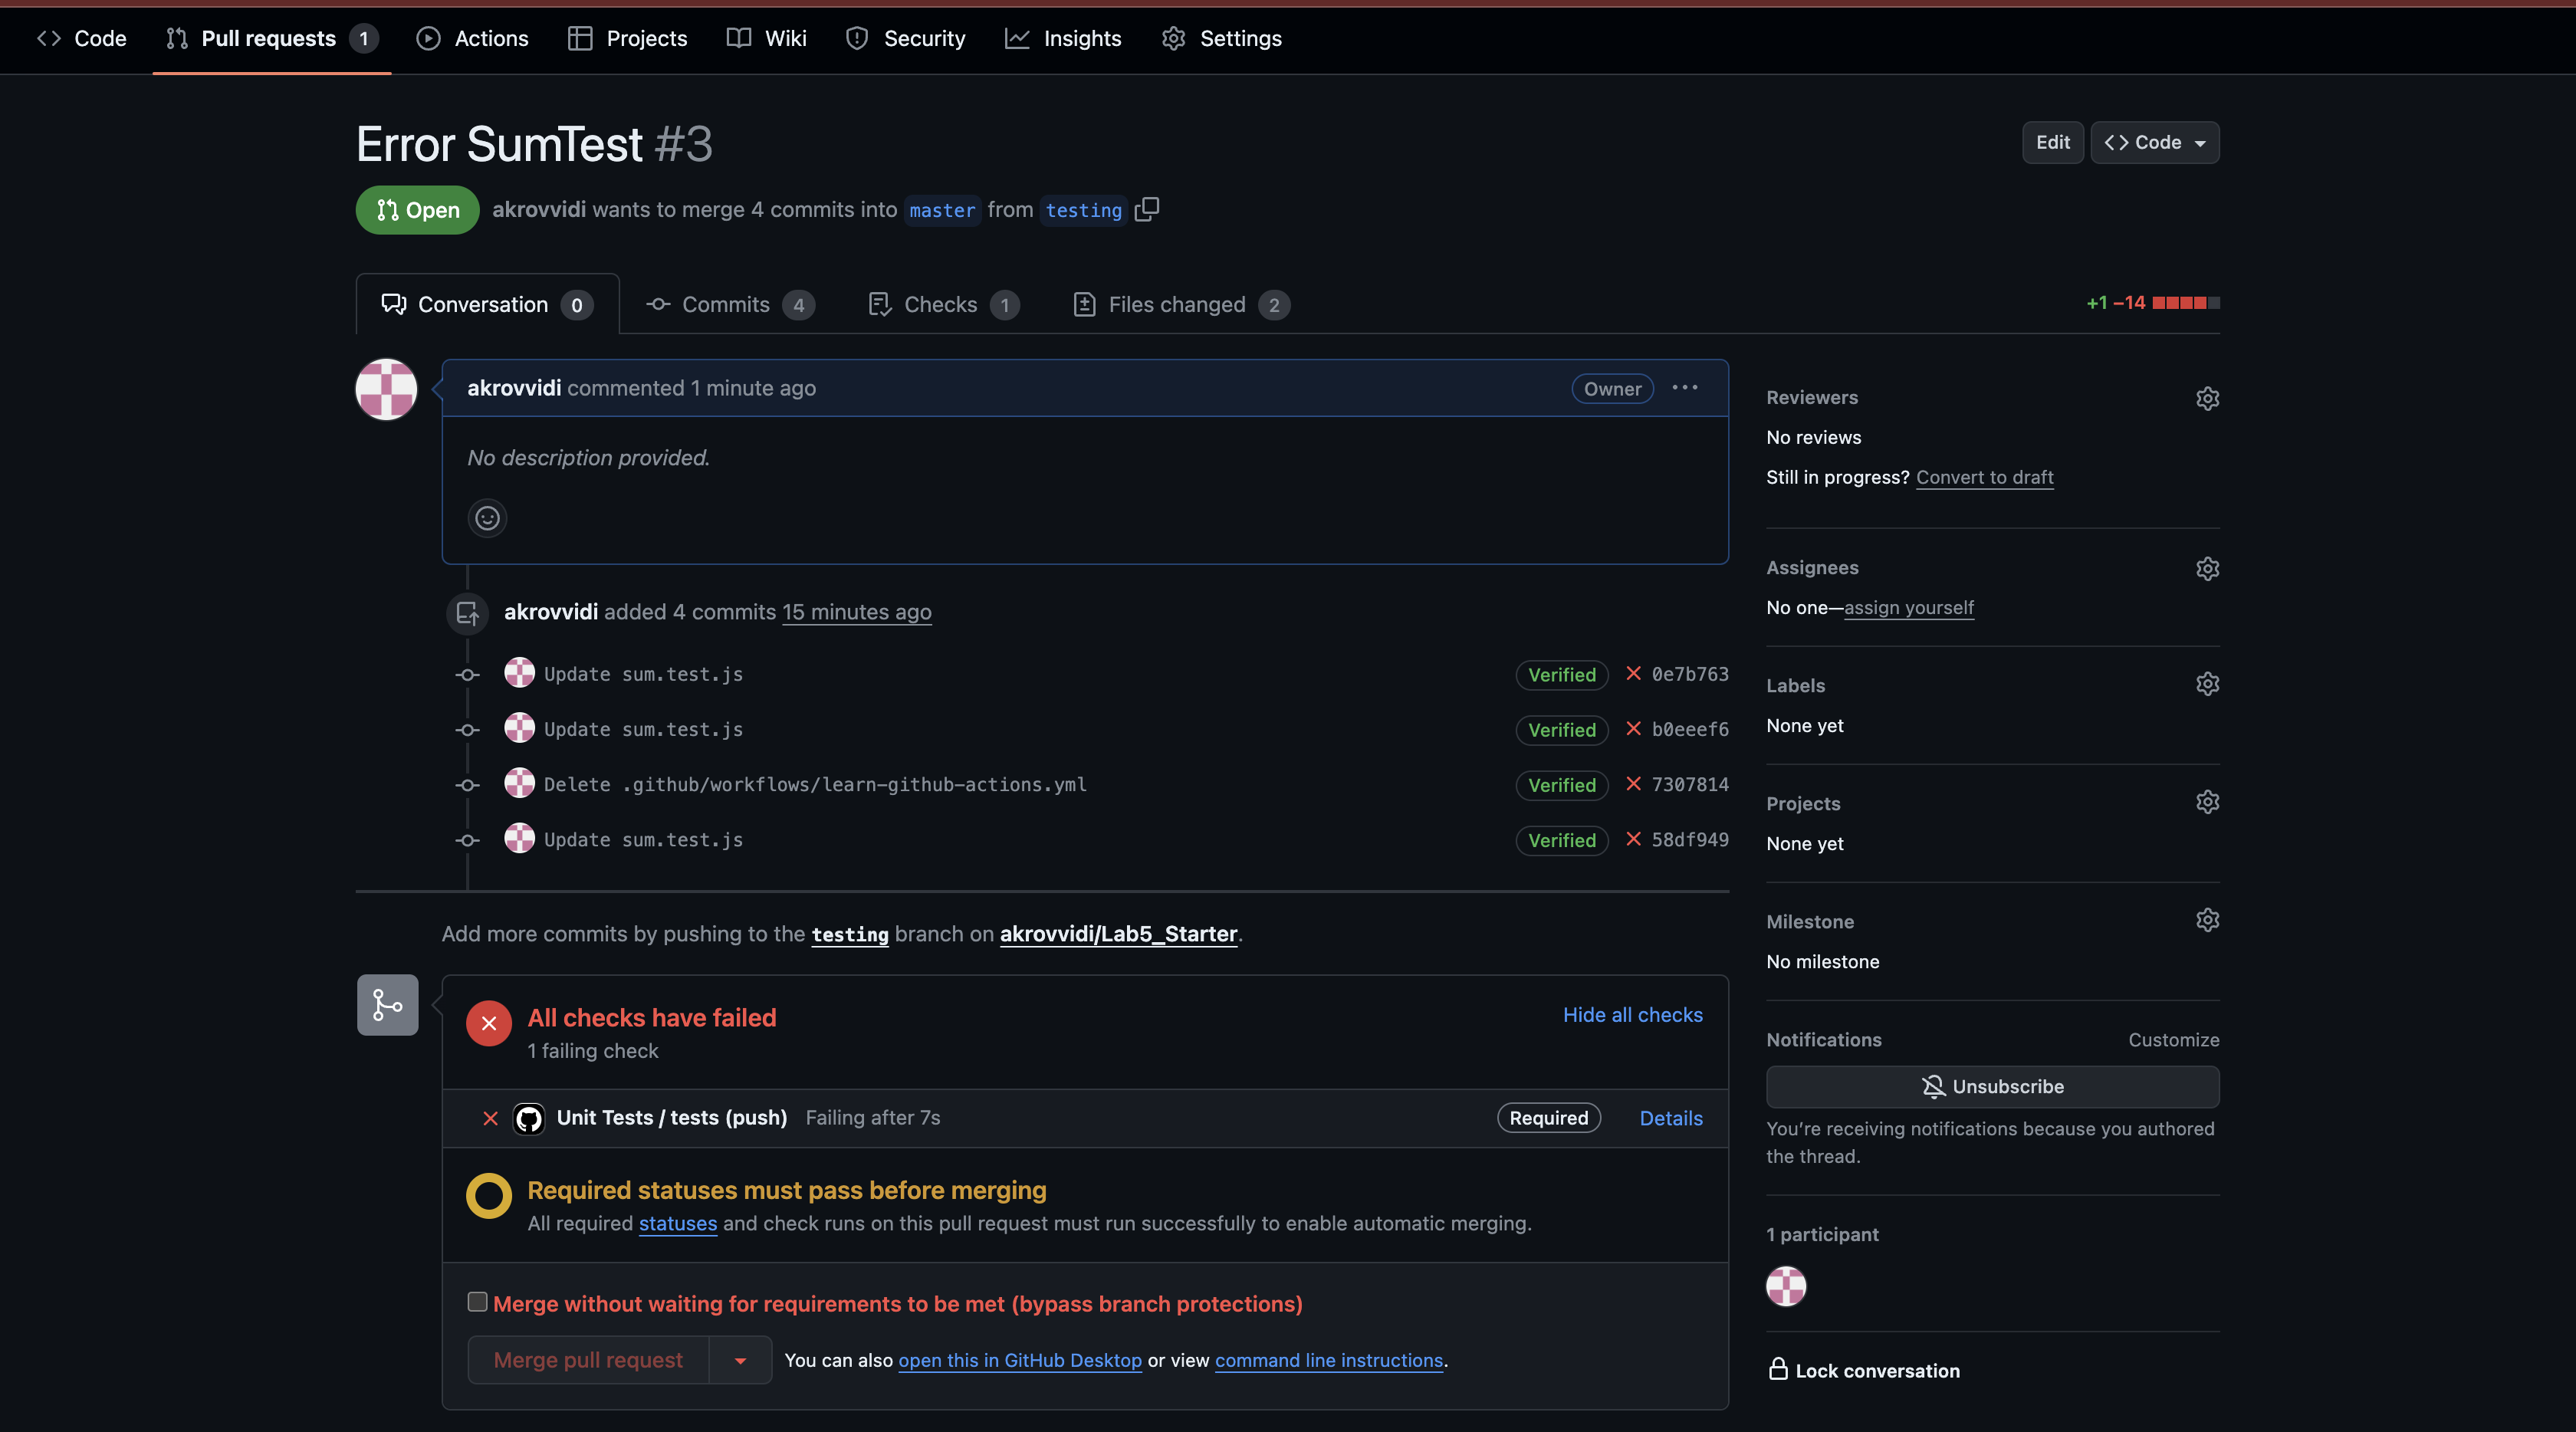 Code
Pull requests 1
Actions
Projects
Wiki
Security
Insights
Settings
Error SumTest #3
Edit
Code
Open
akrovvidi wants to merge 4 commits into master from testing
Conversation 0
Commits 4
Checks 1
Files changed 2
+1 −14
akrovvidi commented 1 minute ago
Owner
No description provided.
akrovvidi added 4 commits 15 minutes ago
Update sum.test.js
Verified
0e7b763
Update sum.test.js
Verified
b0eeef6
Delete .github/workflows/learn-github-actions.yml
Verified
7307814
Update sum.test.js
Verified
58df949
Add more commits by pushing to the testing branch on akrovvidi/Lab5_Starter.
All checks have failed
1 failing check
Hide all checks
Unit Tests / tests (push) Failing after 7s
Required
Details
Required statuses must pass before merging
All required statuses and check runs on this pull request must run successfully to enable automatic merging.
Merge without waiting for requirements to be met (bypass branch protections)
Merge pull request
You can also open this in GitHub Desktop or view command line instructions.
Reviewers
No reviews
Still in progress? Convert to draft
Assignees
No one—assign yourself
Labels
None yet
Projects
None yet
Milestone
No milestone
Notifications
Customize
Unsubscribe
You’re receiving notifications because you authored
the thread.
1 participant
Lock conversation